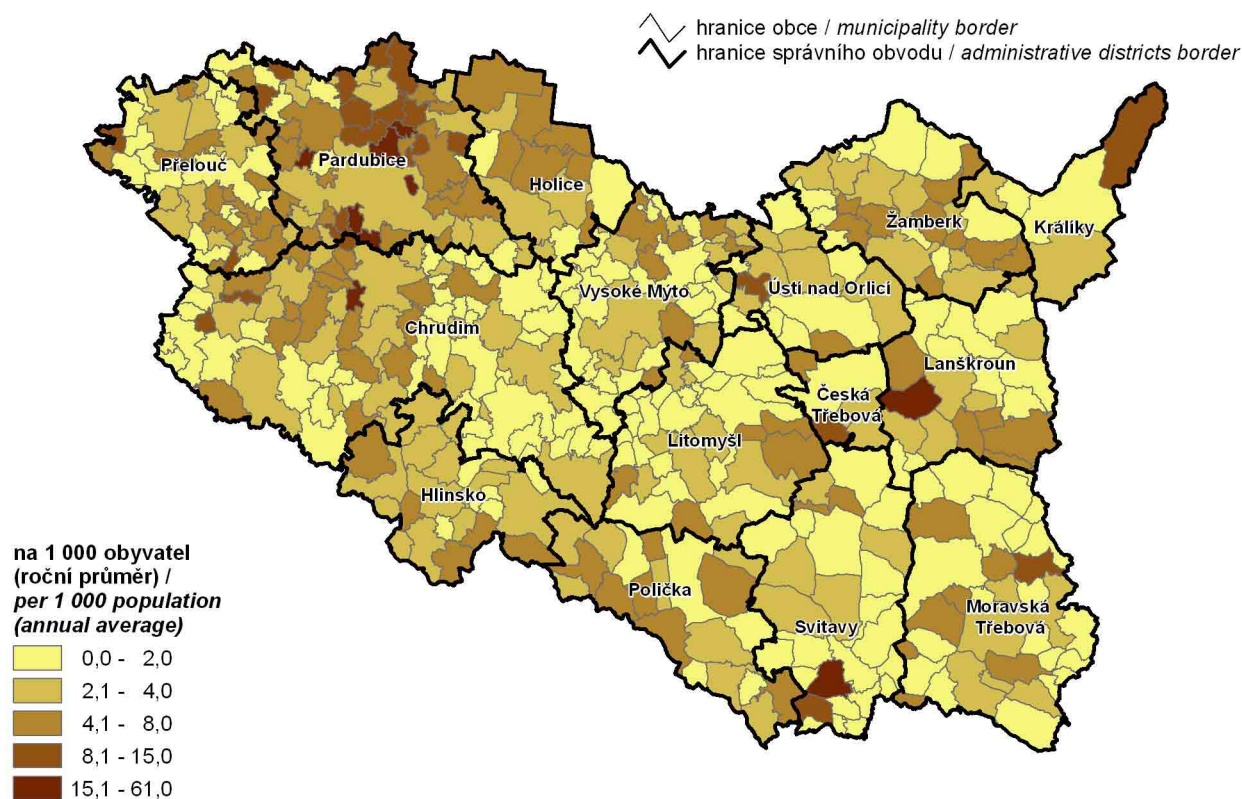 hranice obce / municipality border
hranice správního obvodu / administrative districts border
Přelouč
Pardubice
Holice
Žamberk
Králíky
Vysoké Mýto
Ústí nad Orlicí
Chrudim
Lanškroun
Česká
Třebová
Litomyšl
Hlinsko
Polička
Svitavy
Moravská
Třebová
na 1 000 obyvatel
(roční průměr) /
per 1 000 population
(annual average)
0,0 - 2,0
2,1 - 4,0
4,1 - 8,0
8,1 - 15,0
15,1 - 61,0